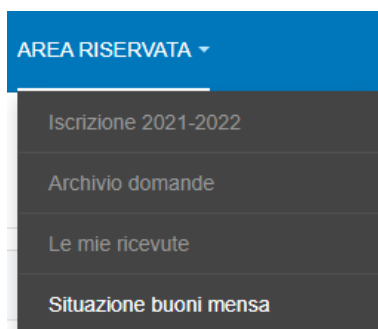 AREA RISERVATA
Iscrizione 2021-2022
Archivio domande
Le mie ricevute
Situazione buoni mensa